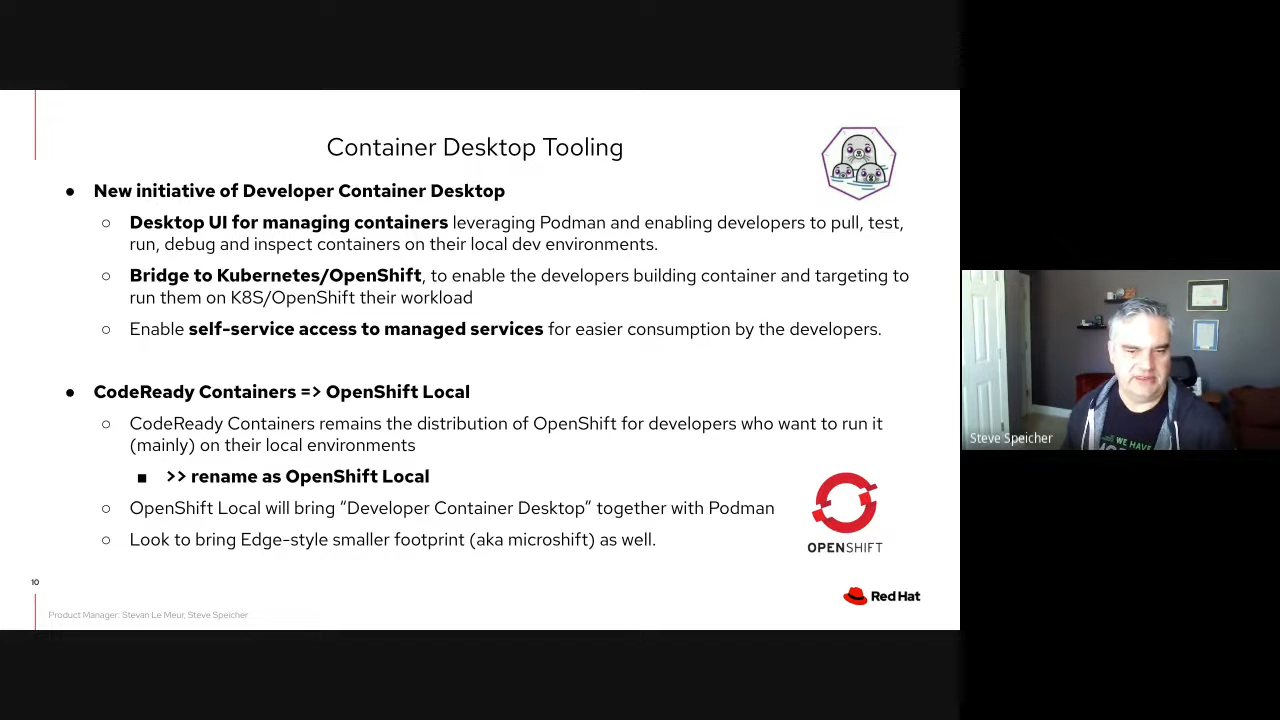 Container Desktop Tooling
● New initiative of Developer Container Desktop
○ Desktop UI for managing containers leveraging Podman and enabling developers to pull, test,
run, debug and inspect containers on their local dev environments.
○ Bridge to Kubernetes/OpenShift, to enable the developers building container and targeting to
run them on K8S/OpenShift their workload
○ Enable self-service access to managed services for easier consumption by the developers.
● CodeReady Containers => OpenShift Local
○ CodeReady Containers remains the distribution of OpenShift for developers who want to run it
(mainly) on their local environments
■ >> rename as OpenShift Local
○ OpenShift Local will bring “Developer Container Desktop” together with Podman
○ Look to bring Edge-style smaller footprint (aka microshift) as well.
OPENSHIFT
10
Red Hat
Product Manager: Stevan Le Meur, Steve Speicher
Steve Speicher
WE HAVE